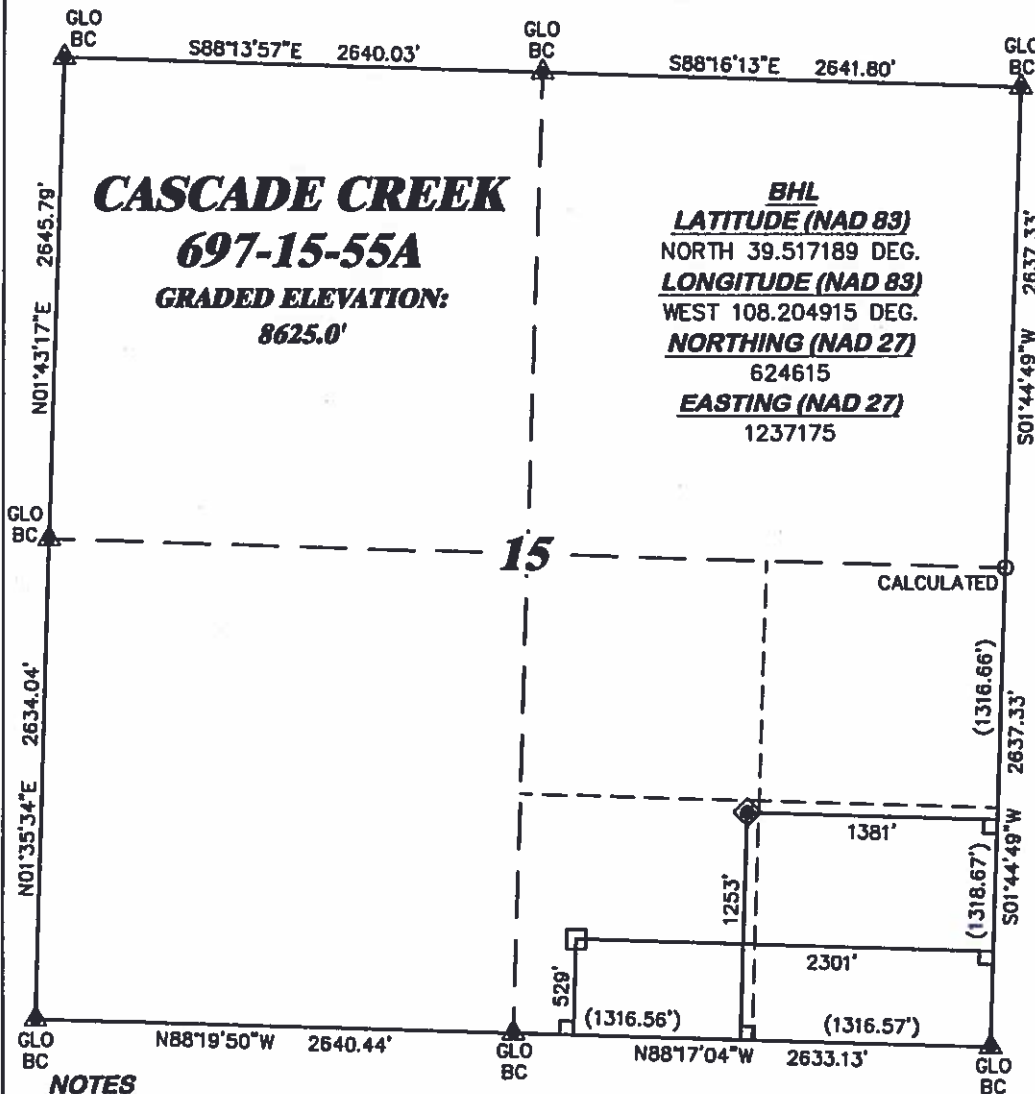 GLO
BC
S88°13'57"E 2640.03'
GLO
BC
S88°16'13"E 2641.80'
GLO
BC
N01°43'17"E 2645.79'
CASCADE CREEK
697-15-55A
GRADED ELEVATION:
8625.0'
BHL
LATITUDE (NAD 83)
NORTH 39.517189 DEG.
LONGITUDE (NAD 83)
WEST 108.204915 DEG.
NORTHING (NAD 27)
624615
EASTING (NAD 27)
1237175
S01°44'49"W 2637.33'
GLO
BC
15
CALCULATED
N01°35'34"E 2634.04'
(1316.66')
S01°44'49"W 2637.33'
1381'
1253'
(1318.67')
2301'
529'
(1316.56')
(1316.57')
GLO
BC
N88°19'50"W 2640.44'
GLO
BC
N88°17'04"W 2633.13'
GLO
BC
NOTES